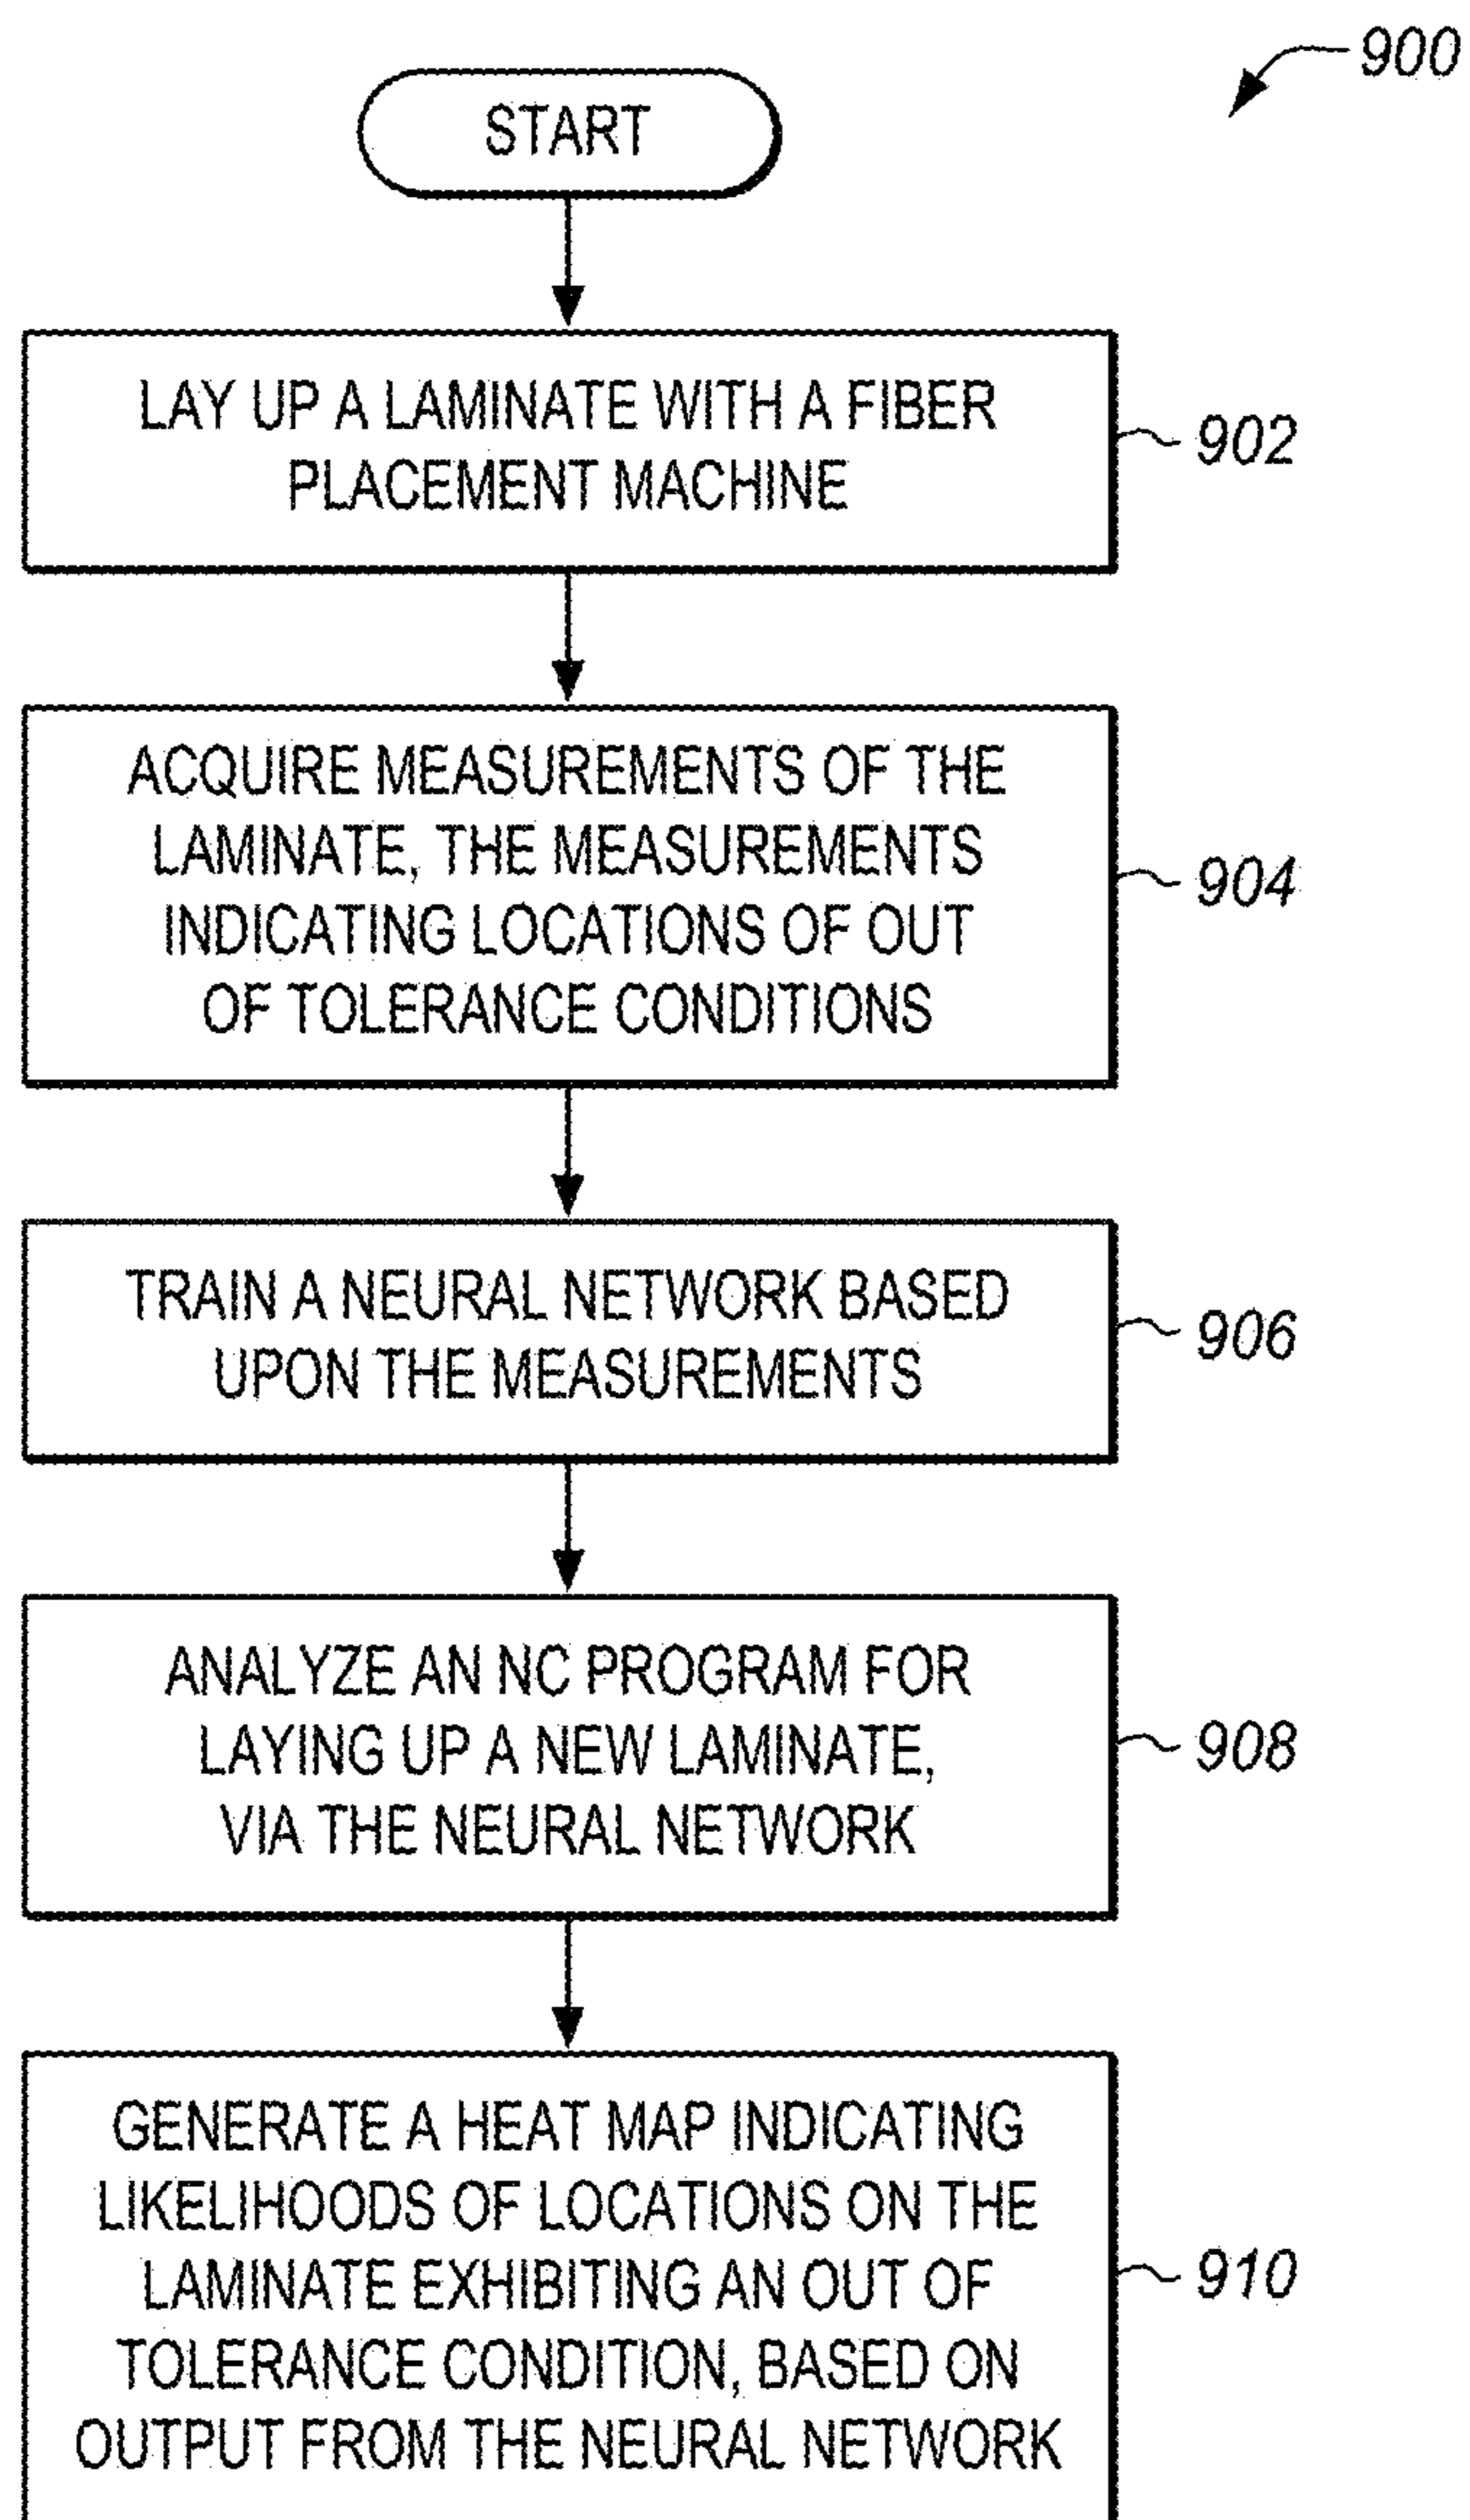 900
START
LAY UP A LAMINATE WITH A FIBER
PLACEMENT MACHINE
902
ACQUIRE MEASUREMENTS OF THE
LAMINATE, THE MEASUREMENTS
INDICATING LOCATIONS OF OUT
OF TOLERANCE CONDITIONS
904
TRAIN A NEURAL NETWORK BASED
UPON THE MEASUREMENTS
906
ANALYZE AN NC PROGRAM FOR
LAYING UP A NEW LAMINATE,
VIA THE NEURAL NETWORK
908
GENERATE A HEAT MAP INDICATING
LIKELIHOODS OF LOCATIONS ON THE
LAMINATE EXHIBITING AN OUT OF
TOLERANCE CONDITION, BASED ON
OUTPUT FROM THE NEURAL NETWORK
910